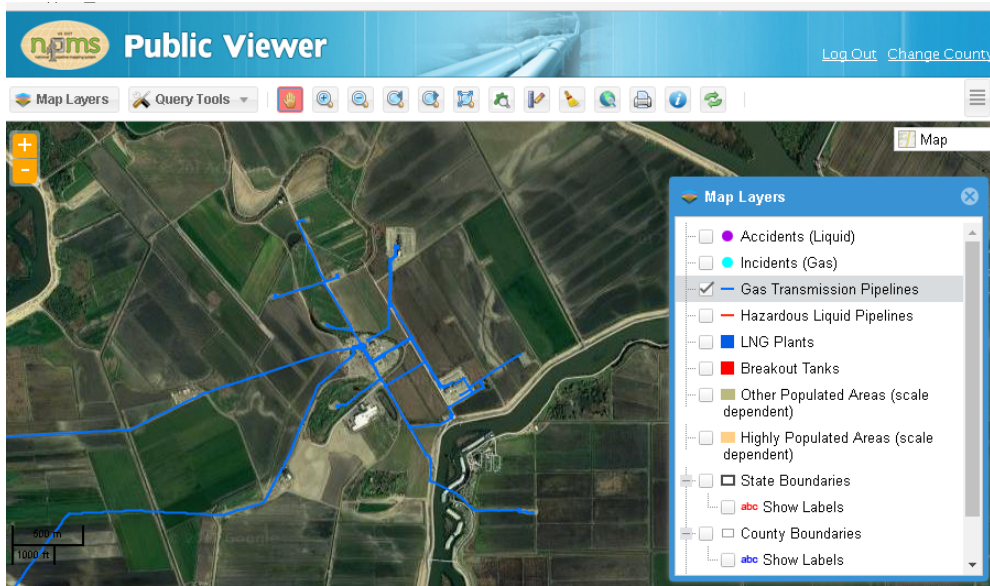 npms
Public Viewer
Log Out Change County
Map Layers
Query Tools
Map
+
-
Map Layers
Accidents (Liquid)
Incidents (Gas)
Gas Transmission Pipelines
Hazardous Liquid Pipelines
LNG Plants
Breakout Tanks
Other Populated Areas (scale
dependent)
Highly Populated Areas (scale
dependent)
State Boundaries
abc Show Labels
County Boundaries
abc Show Labels
500 m
1000 ft